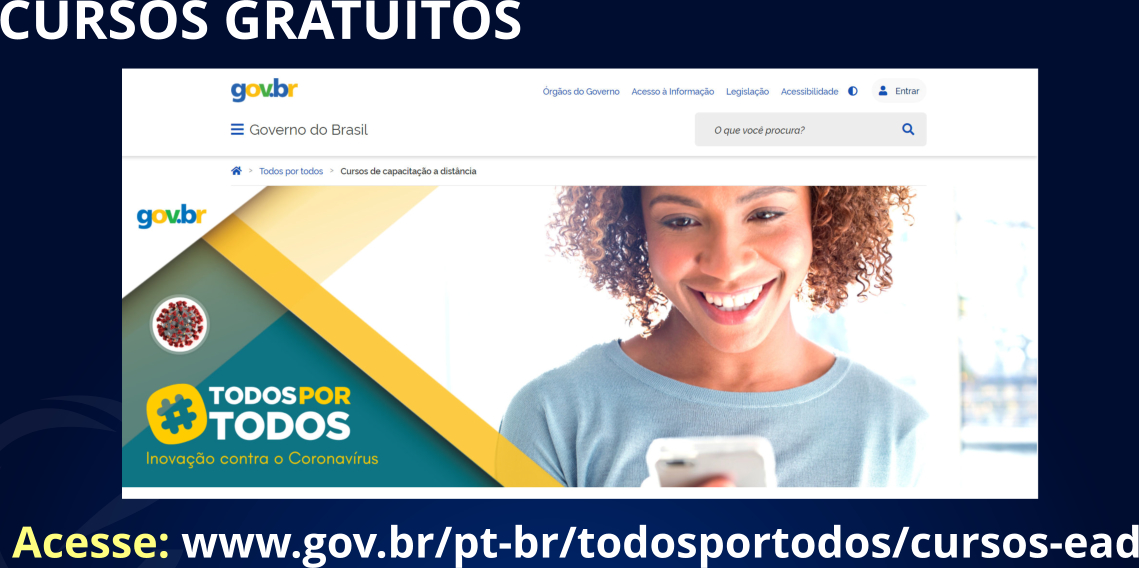 CURSOS GRATUITOS
gov.br
Órgãos do Governo Acesso à Informação Legislação Acessibilidade Entrar
Governo do Brasil
O que você procura?
> Todos por todos > Cursos de capacitação a distância
gov.br
# TODOS POR
TODOS
Inovação contra o Coronavírus
Acesse: www.gov.br/pt-br/todosportodos/cursos-ead